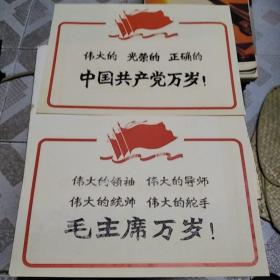 伟大的 光荣的 正确的
中国共产党万岁！
伟大的领袖 伟大的导师
伟大的统帅 伟大的舵手
毛主席万岁！